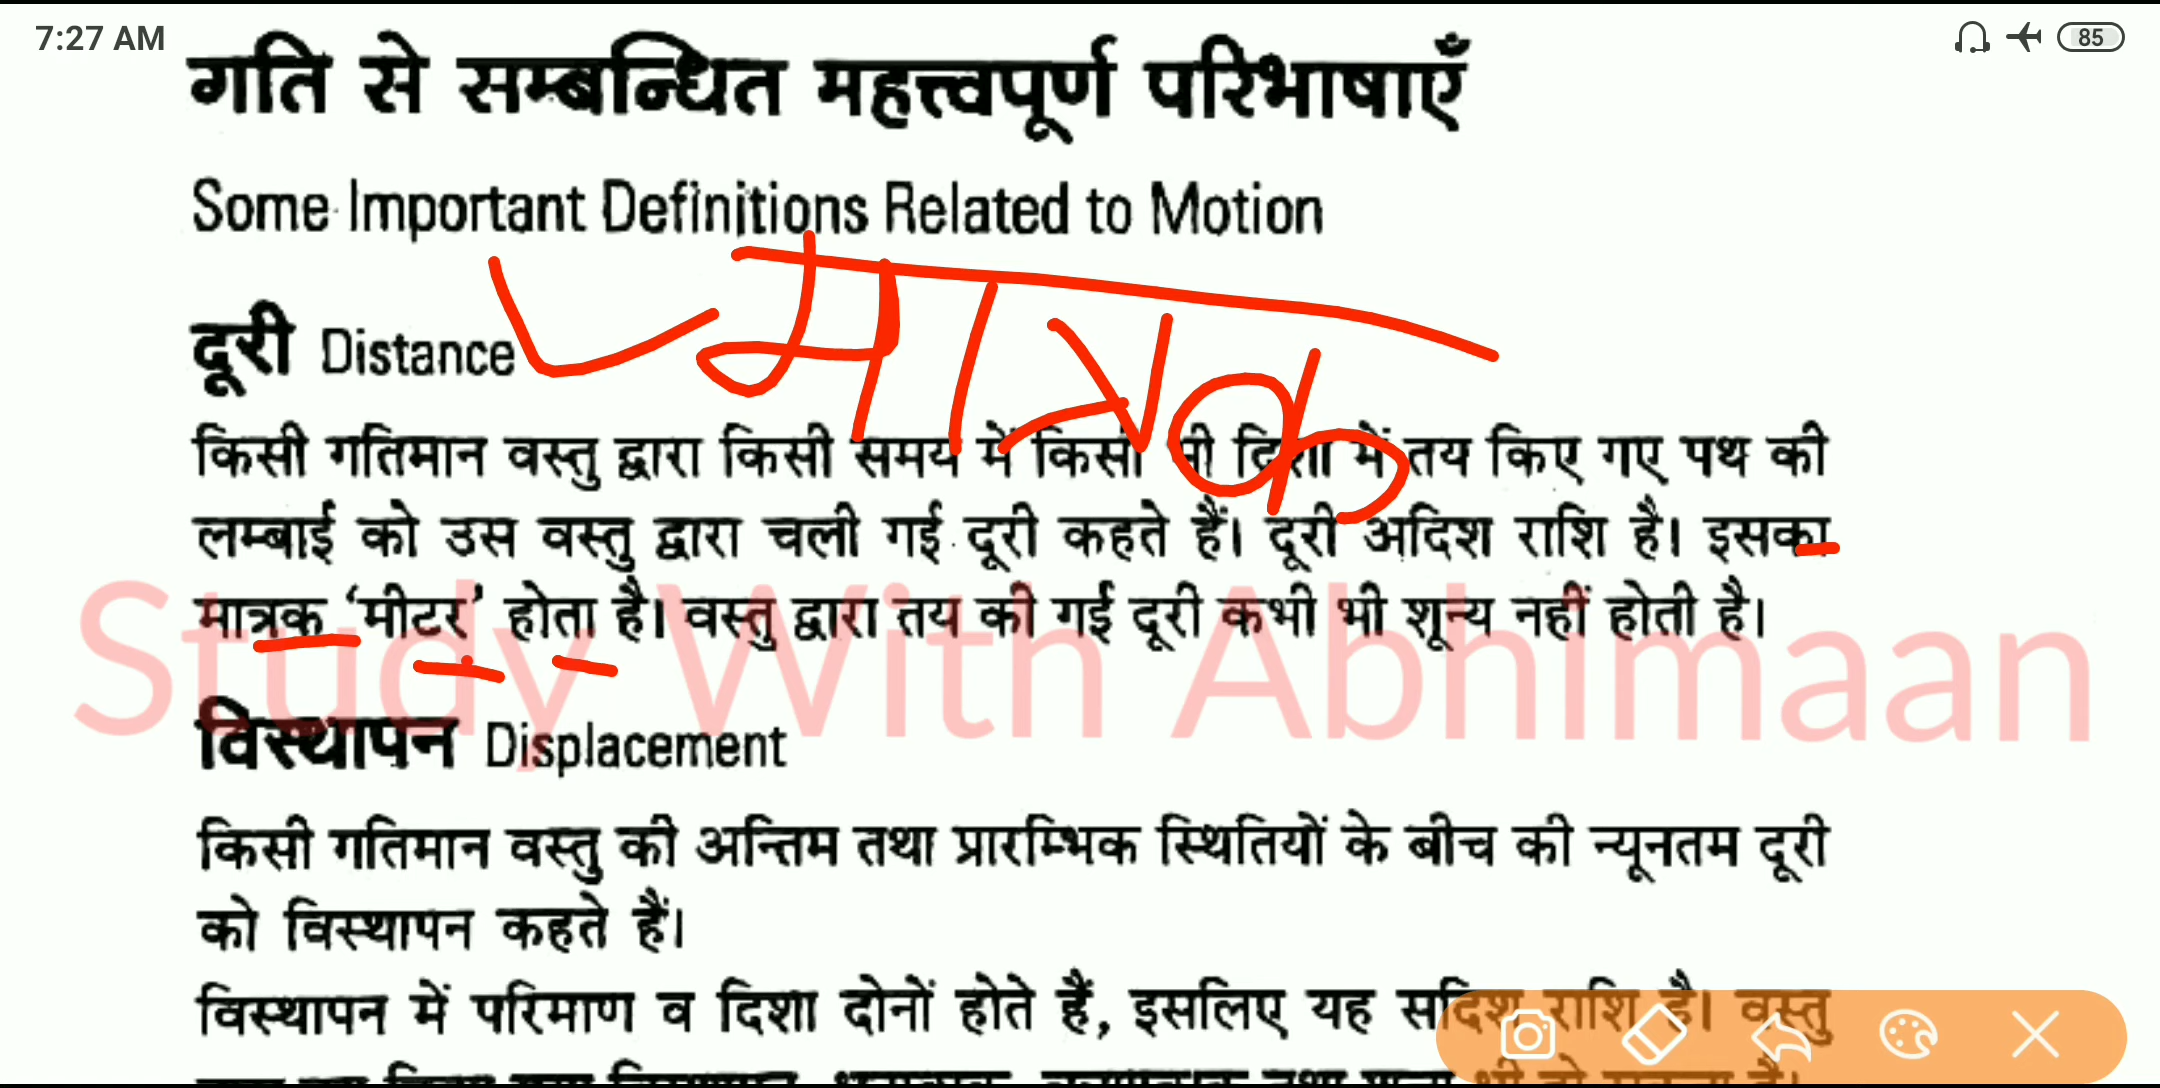 7:27 AM
85
गति से सम्बन्धित महत्त्वपूर्ण परिभाषाएँ
Some Important Definitions Related to Motion
मात्रक
दूरी Distance
किसी गतिमान वस्तु द्वारा किसी समय में किसी भी दिशा में तय किए गए पथ की
लम्बाई को उस वस्तु द्वारा चली गई दूरी कहते हैं। दूरी अदिश राशि है। इसका
मात्रक ‘मीटर’ होता है। वस्तु द्वारा तय की गई दूरी कभी भी शून्य नहीं होती है।
Study With Abhimaan
विस्थापन Displacement
किसी गतिमान वस्तु की अन्तिम तथा प्रारम्भिक स्थितियों के बीच की न्यूनतम दूरी
को विस्थापन कहते हैं।
विस्थापन में परिमाण व दिशा दोनों होते हैं, इसलिए यह सदिश राशि है। वस्तु